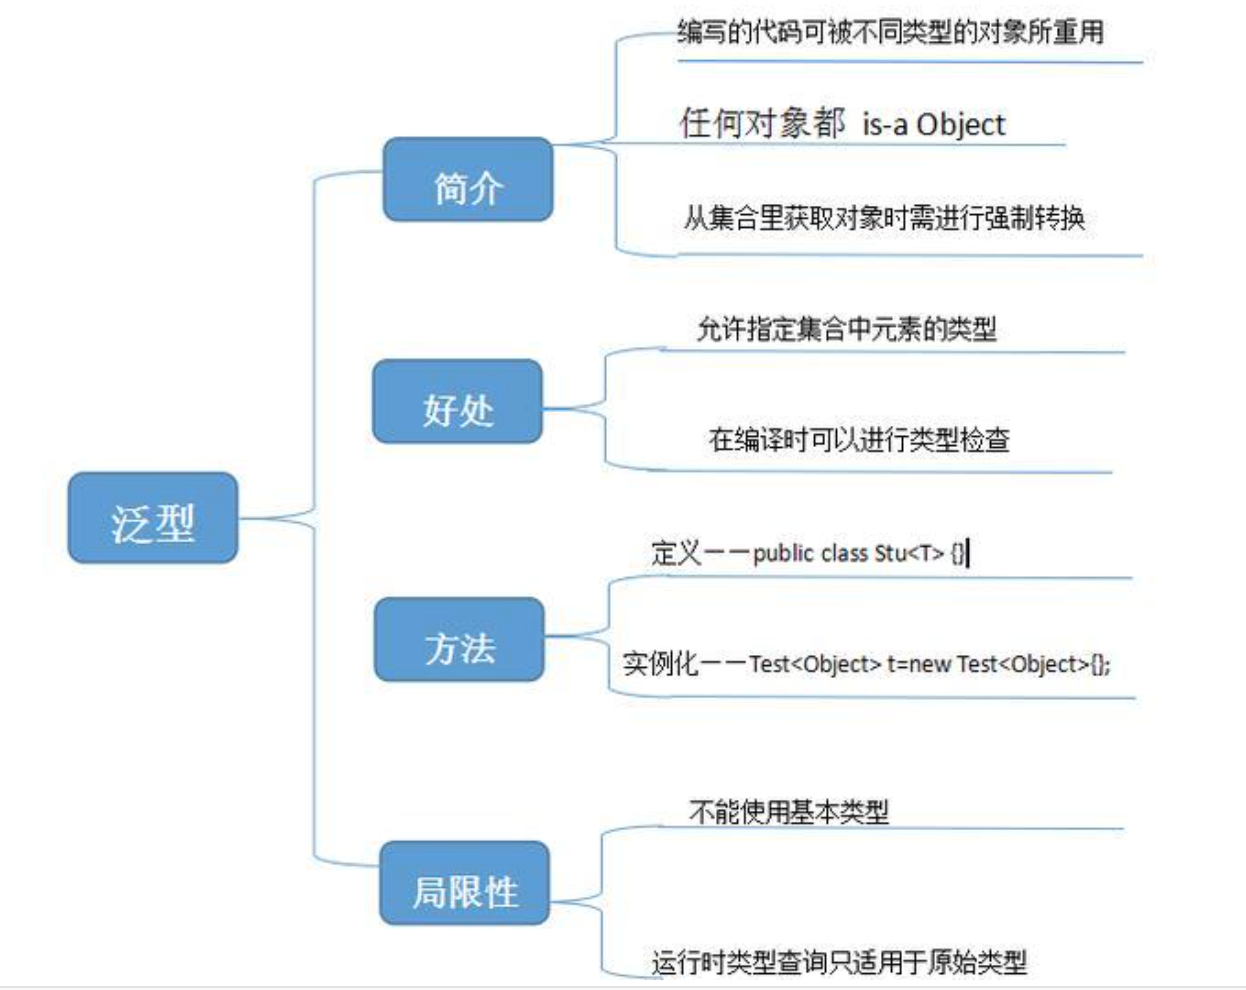 泛型
简介
编写的代码可被不同类型的对象所重用
任何对象都 is-a Object
从集合里获取对象时需进行强制转换
好处
允许指定集合中元素的类型
在编译时可以进行类型检查
方法
定义——public class Stu<T> {}
实例化——Test<Object> t=new Test<Object>{};
局限性
不能使用基本类型
运行时类型查询只适用于原始类型